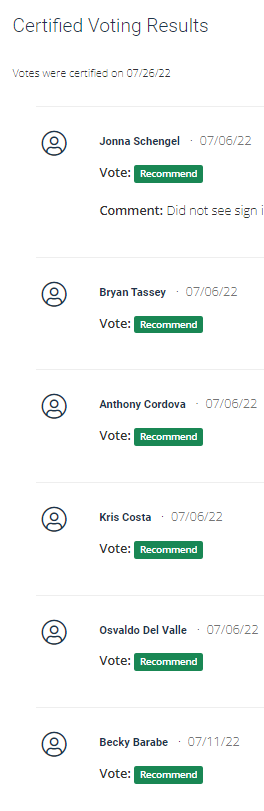 Certified Voting Results
Votes were certified on 07/26/22
Jonna Schengel · 07/06/22
Vote: Recommend
Comment: Did not see sign i
Bryan Tassey · 07/06/22
Vote: Recommend
Anthony Cordova · 07/06/22
Vote: Recommend
Kris Costa · 07/06/22
Vote: Recommend
Osvaldo Del Valle · 07/06/22
Vote: Recommend
Becky Barabe · 07/11/22
Vote: Recommend